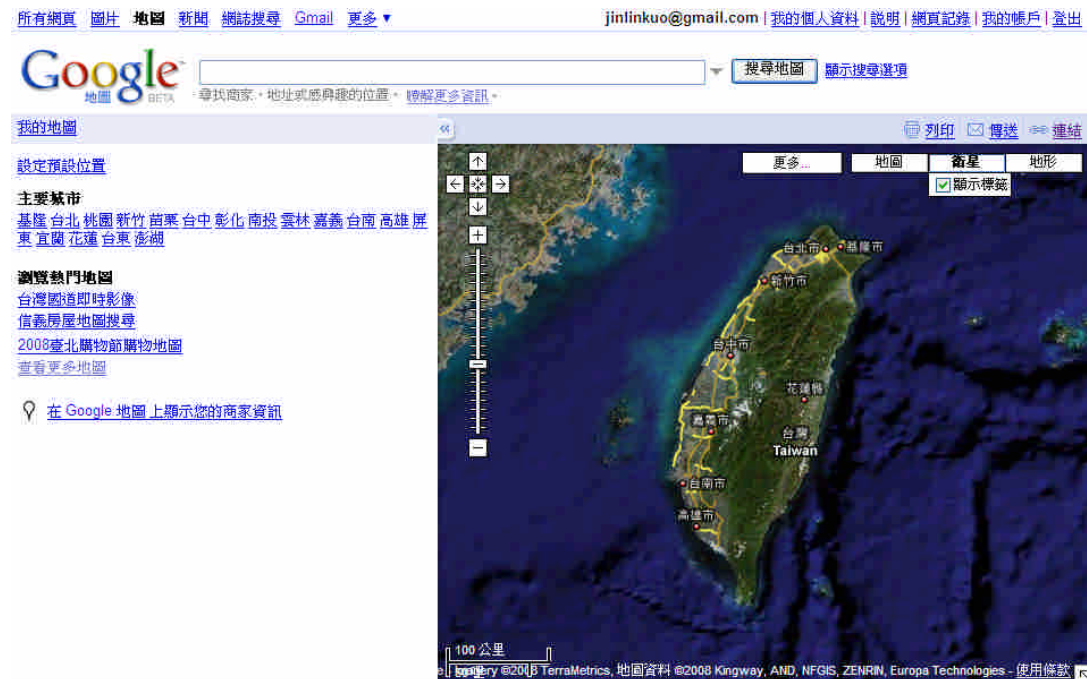 所有網頁 圖片 地圖 新聞 網誌搜尋 Gmail 更多 ▼
jinlinkuo@gmail.com | 我的個人資料 | 説明 | 網頁記錄 | 我的帳戶 | 登出
Google 地圖 BETA
搜尋地圖 顯示搜尋選項
尋找商家、地址或感興趣的位置。 瞭解更多資訊。
我的地圖
« 列印 傳送 連結
設定預設位置
主要城市
基隆 台北 桃園 新竹 苗栗 台中 彰化 南投 雲林 嘉義 台南 高雄 屏
東 宜蘭 花蓮 台東 澎湖
瀏覽熱門地圖
台灣國道即時影像
信義房屋地圖搜尋
2008臺北購物節購物地圖
查看更多地圖
在 Google 地圖 上顯示您的商家資訊
更多... 地圖 衛星 地形
顯示標籤
台北市 基隆市
新竹市
台中市
花蓮縣
嘉義市
台灣
Taiwan
台南市
高雄市
100 公里
©2008 TerraMetrics, 地圖資料 ©2008 Kingway, AND, NFGIS, ZENRIN, Europa Technologies - 使用條款